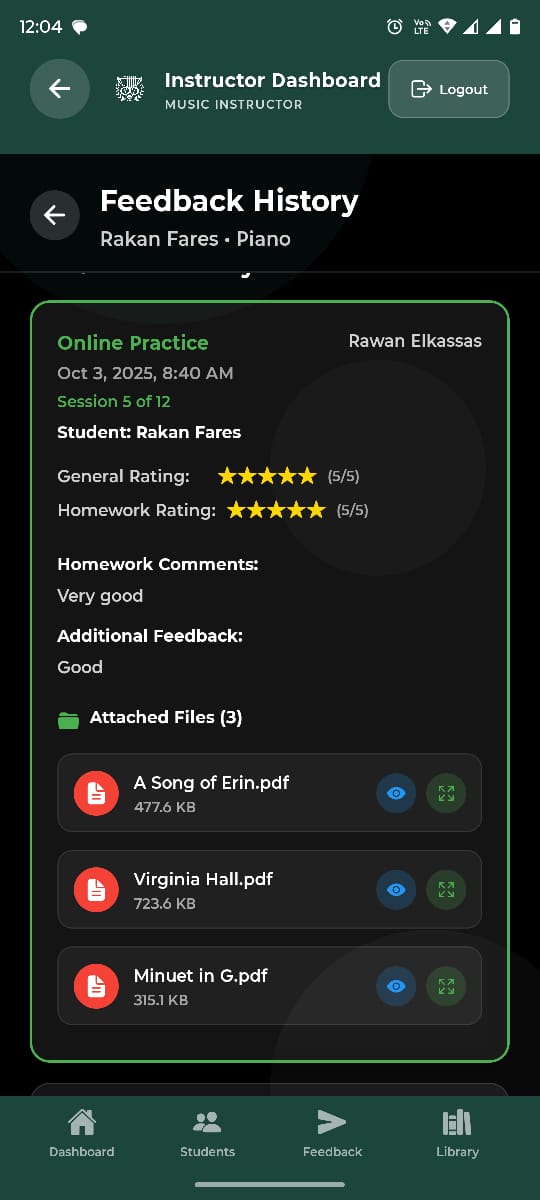 12:04
Vo))
LTE
Instructor Dashboard
MUSIC INSTRUCTOR
Logout
Feedback History
Rakan Fares • Piano
Online Practice
Rawan Elkassas
Oct 3, 2025, 8:40 AM
Session 5 of 12
Student: Rakan Fares
General Rating: ★★★★★ (5/5)
Homework Rating: ★★★★★ (5/5)
Homework Comments:
Very good
Additional Feedback:
Good
Attached Files (3)
A Song of Erin.pdf
477.6 KB
Virginia Hall.pdf
723.6 KB
Minuet in G.pdf
315.1 KB
Dashboard
Students
Feedback
Library